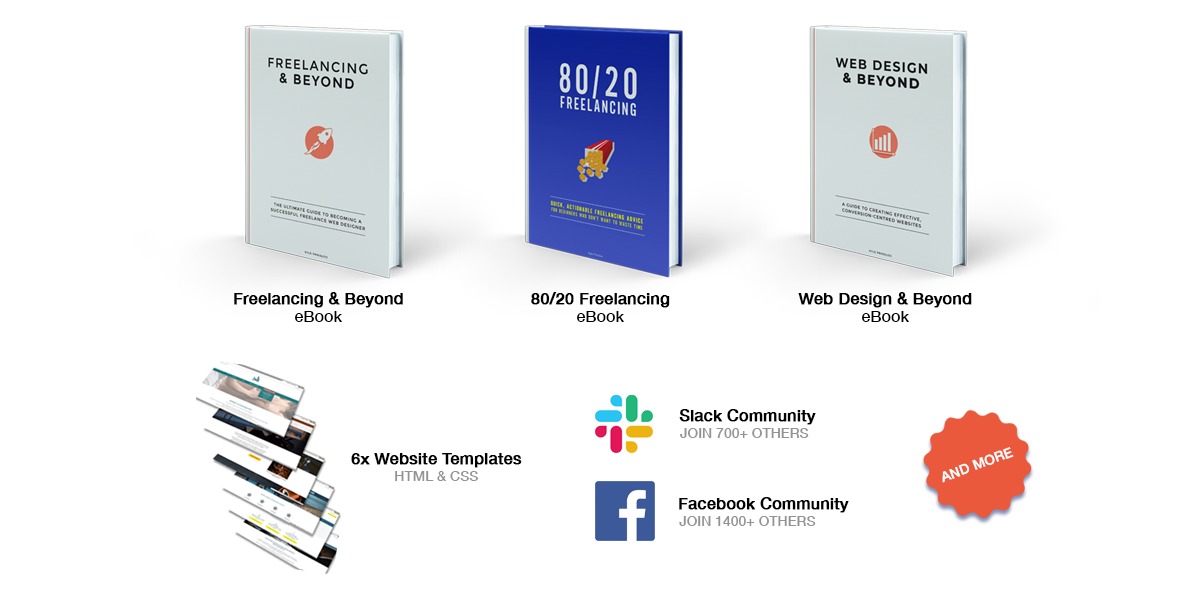 FREELANCING
& BEYOND
THE ULTIMATE GUIDE TO BECOMING A
SUCCESSFUL FREELANCE WEB DESIGNER
80/20
FREELANCING
QUICK, ACTIONABLE FREELANCING ADVICE
FOR BEGINNERS WHO DON'T WANT TO WASTE TIME
WEB DESIGN
& BEYOND
A GUIDE TO CREATING EFFECTIVE,
CONVERSION-CENTRED WEBSITES
Freelancing & Beyond
eBook
80/20 Freelancing
eBook
Web Design & Beyond
eBook
6x Website Templates
HTML & CSS
Slack Community
JOIN 700+ OTHERS
Facebook Community
JOIN 1400+ OTHERS
AND MORE